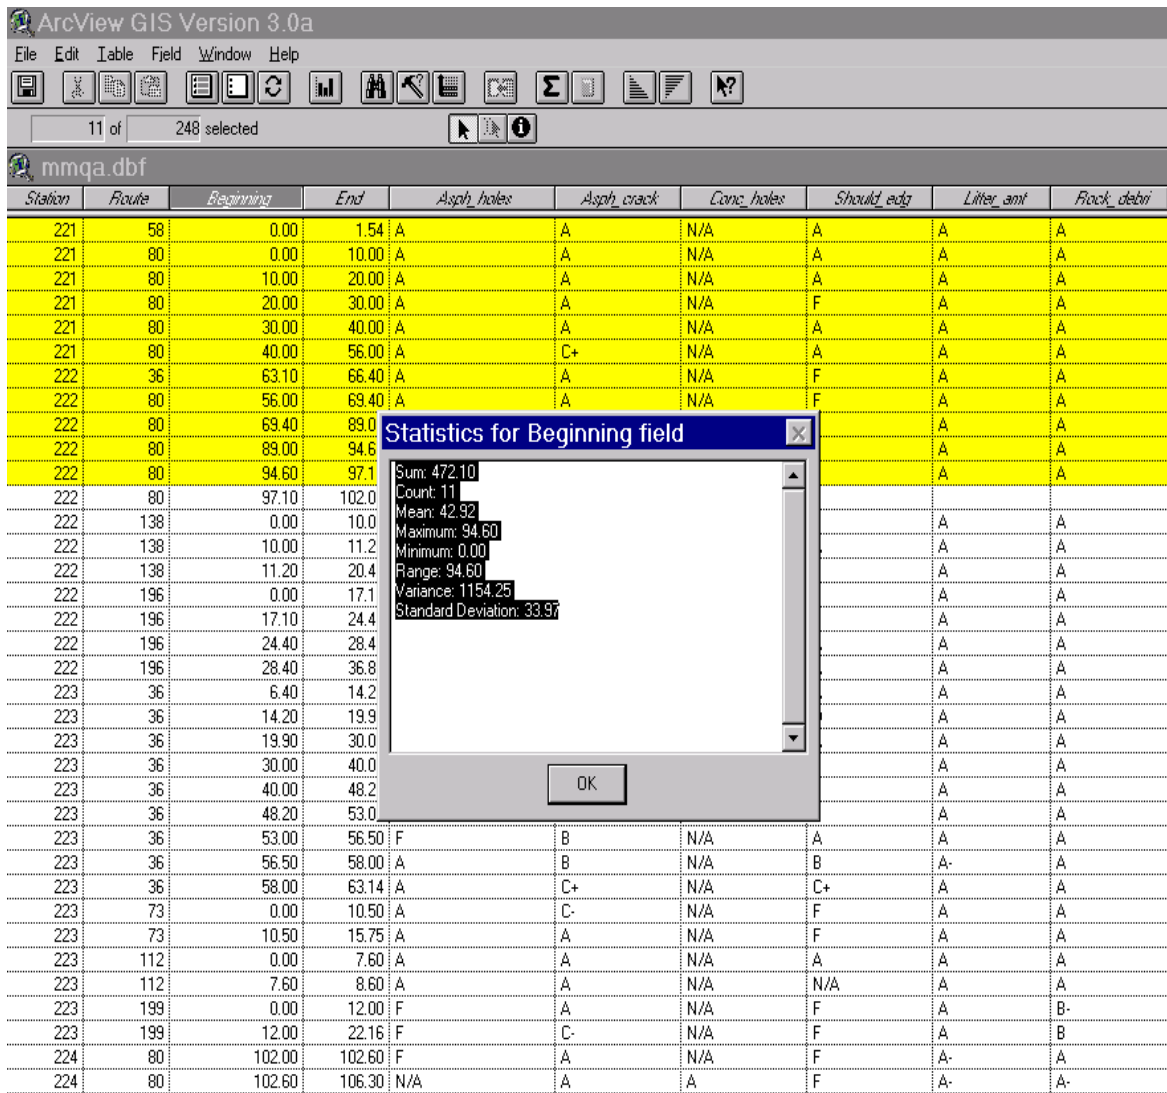 ArcView GIS Version 3.0a
File Edit Table Field Window Help
11 of 248 selected
mmqa.dbf
Station Route Beginning End Asph_holes Asph_crack Conc_holes Should_edg Litter_amt Rock_debri
221 58 0.00 1.54 A A N/A A A A
221 80 0.00 10.00 A A N/A A A A
221 80 10.00 20.00 A A N/A A A A
221 80 20.00 30.00 A A N/A F A A
221 80 30.00 40.00 A A N/A A A A
221 80 40.00 56.00 A C+ N/A A A A
222 36 63.10 66.40 A A N/A F A A
222 80 56.00 69.40 A A N/A F A A
222 80 69.40 89.0 A A
222 80 89.00 94.6 A A
222 80 94.60 97.1 A A
222 80 97.10 102.0
222 138 0.00 10.0 A A
222 138 10.00 11.2 A A
222 138 11.20 20.4 A A
222 196 0.00 17.1 A A
222 196 17.10 24.4 A A
222 196 24.40 28.4 A A
222 196 28.40 36.8 A A
223 36 6.40 14.2 A A
223 36 14.20 19.9 A A
223 36 19.90 30.0 A A
223 36 30.00 40.0 A A
223 36 40.00 48.2 A A
223 36 48.20 53.0 A A
223 36 53.00 56.50 F B N/A A A A
223 36 56.50 58.00 A B N/A B A- A
223 36 58.00 63.14 A C+ N/A C+ A A
223 73 0.00 10.50 A C- N/A F A A
223 73 10.50 15.75 A A N/A F A A
223 112 0.00 7.60 A A N/A A A A
223 112 7.60 8.60 A A N/A N/A A A
223 199 0.00 12.00 F A N/A F A B-
223 199 12.00 22.16 F C- N/A F A B
224 80 102.00 102.60 F A N/A F A- A
224 80 102.60 106.30 N/A A A F A- A-
Statistics for Beginning field
Sum: 472.10
Count: 11
Mean: 42.92
Maximum: 94.60
Minimum: 0.00
Range: 94.60
Variance: 1154.25
Standard Deviation: 33.97
OK